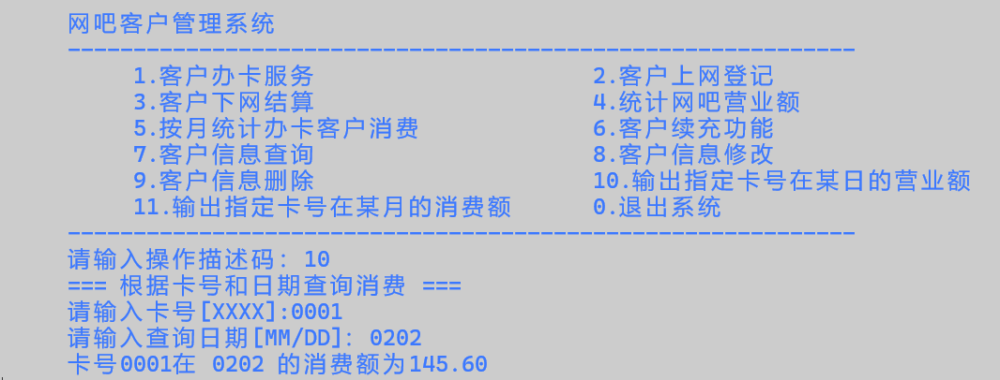 网吧客户管理系统
------------------------------------------------------------
1.客户办卡服务 2.客户上网登记
3.客户下网结算 4.统计网吧营业额
5.按月统计办卡客户消费 6.客户续充功能
7.客户信息查询 8.客户信息修改
9.客户信息删除 10.输出指定卡号在某日的营业额
11.输出指定卡号在某月的消费额 0.退出系统
------------------------------------------------------------
请输入操作描述码: 10
=== 根据卡号和日期查询消费 ===
请输入卡号[XXXX]:0001
请输入查询日期[MM/DD]: 0202
卡号0001在 0202 的消费额为145.60